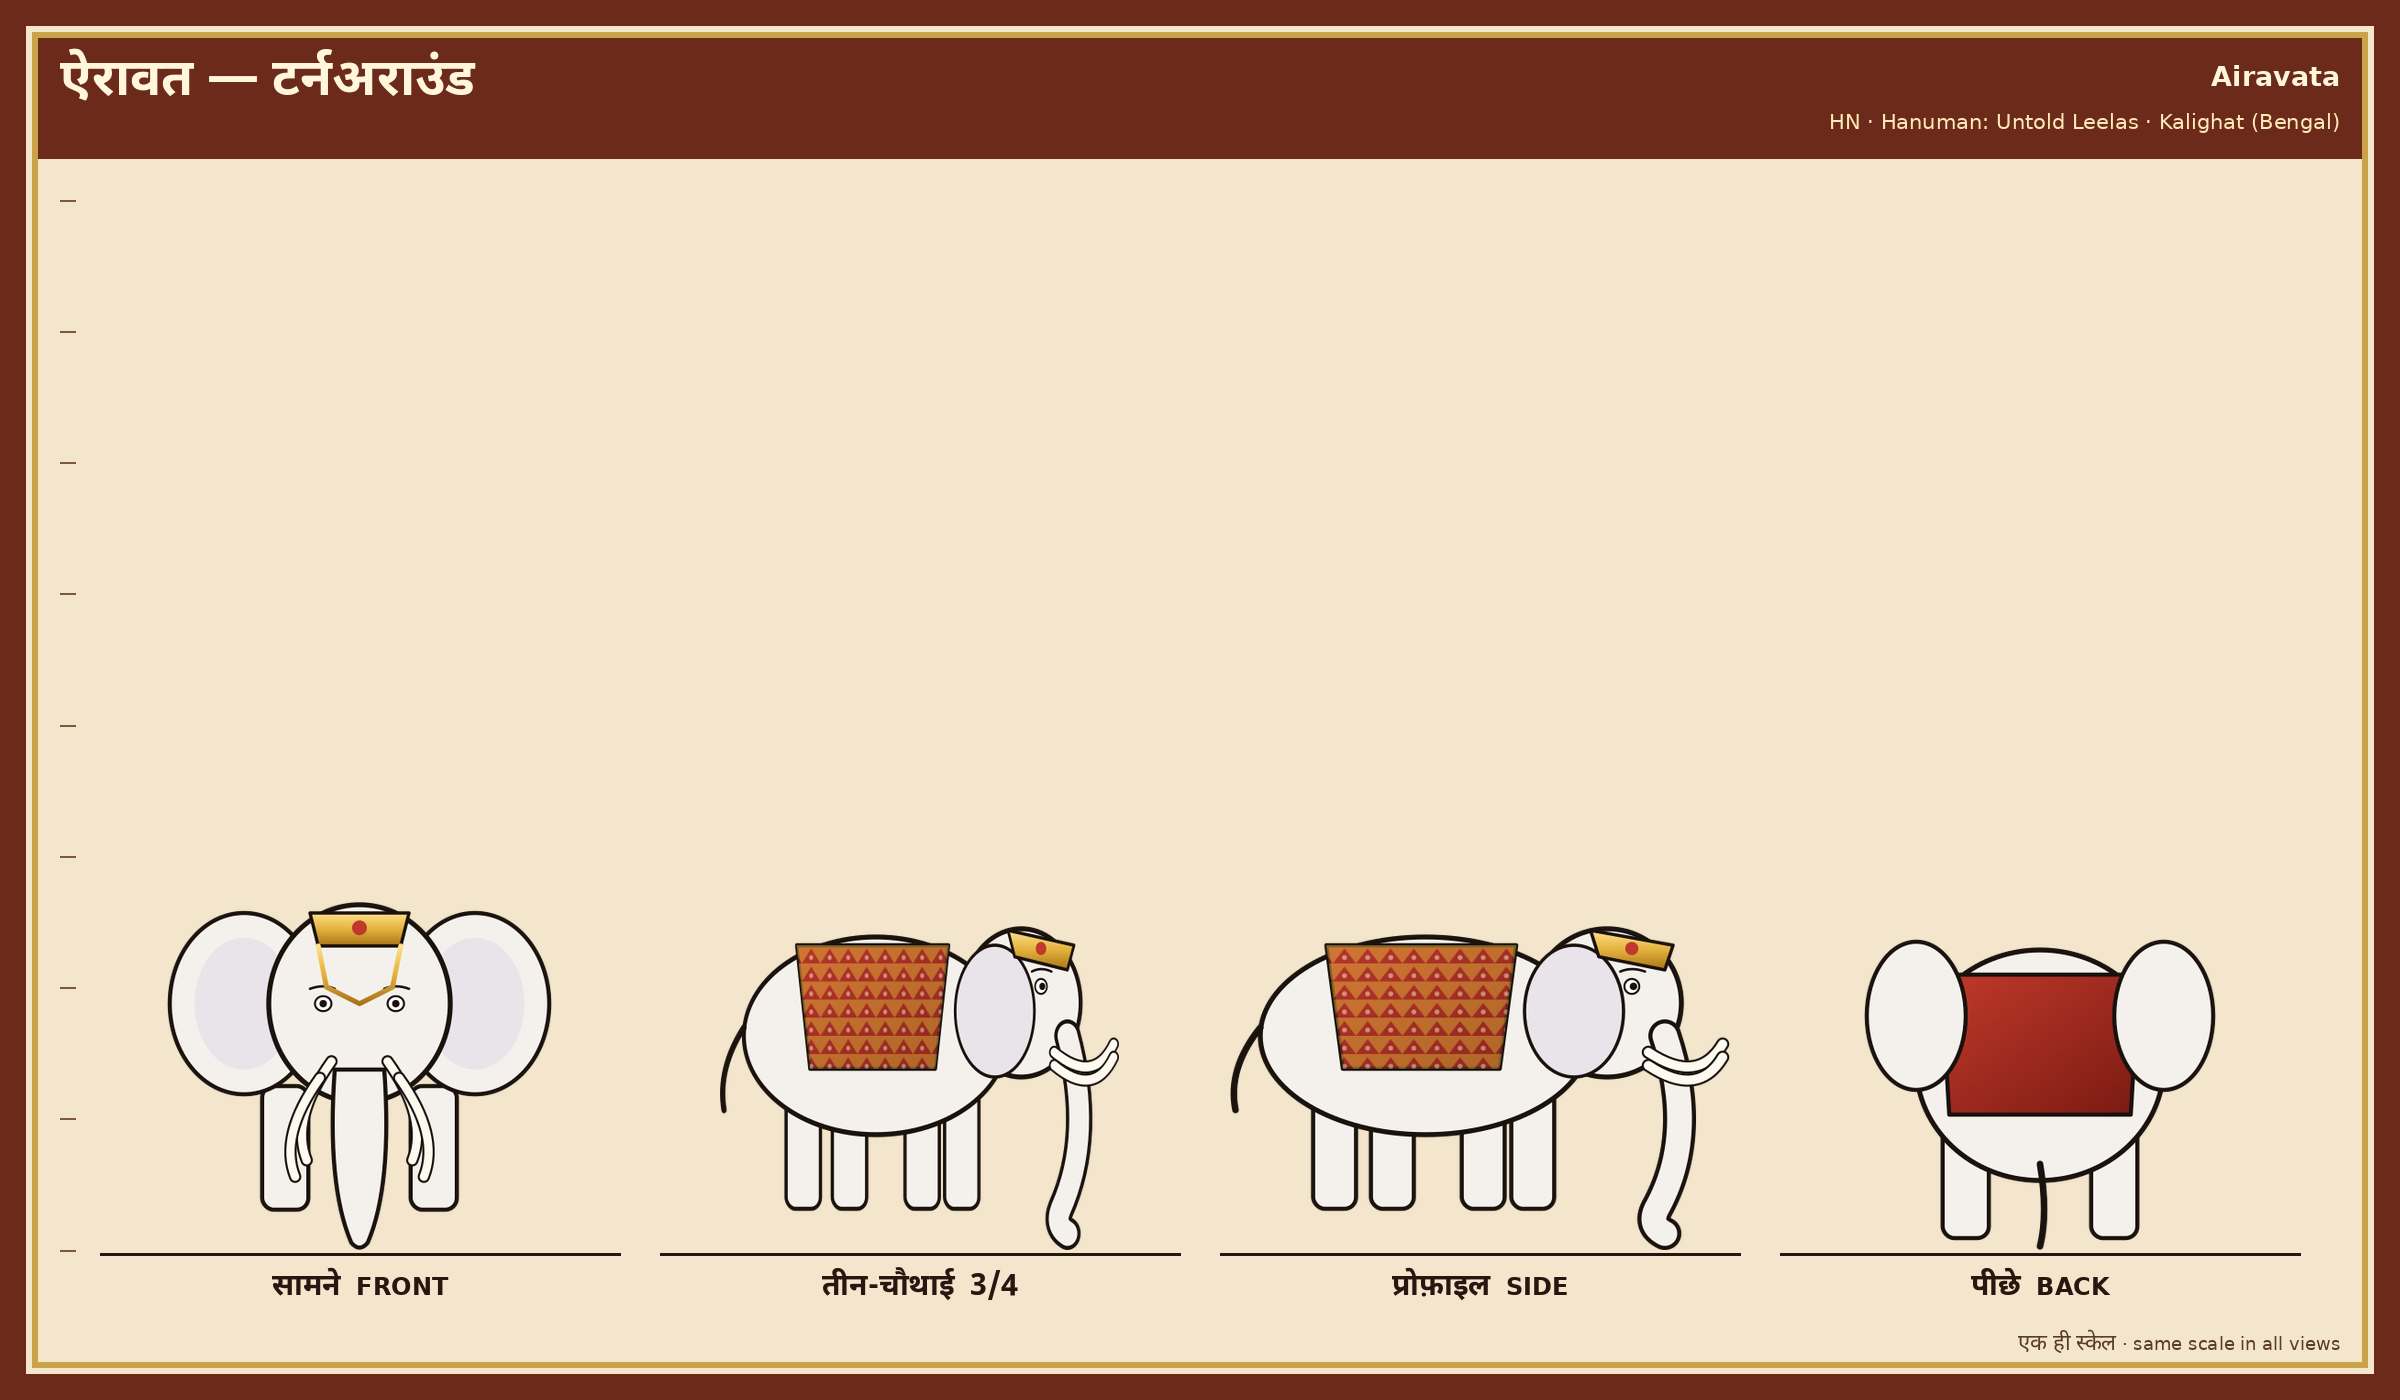 ऐरावत — टर्नअराउंड
Airavata
HN · Hanuman: Untold Leelas · Kalighat (Bengal)
सामने FRONT
तीन-चौथाई 3/4
प्रोफ़ाइल SIDE
पीछे BACK
एक ही स्केल · same scale in all views